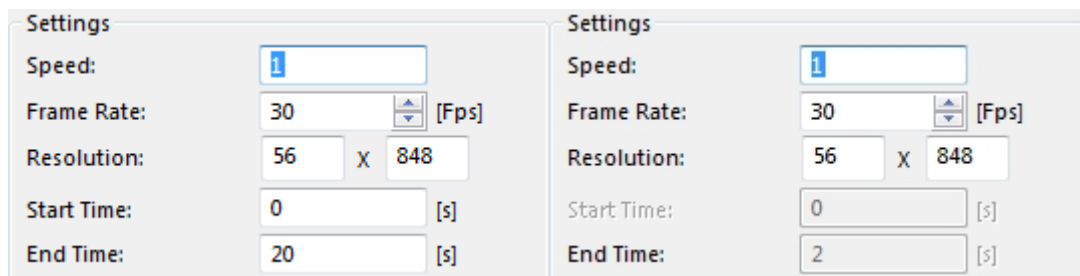 Settings
Speed: 1
Frame Rate: 30 [Fps]
Resolution: 56 X 848
Start Time: 0 [s]
End Time: 20 [s]
Settings
Speed: 1
Frame Rate: 30 [Fps]
Resolution: 56 X 848
Start Time: 0 [s]
End Time: 2 [s]